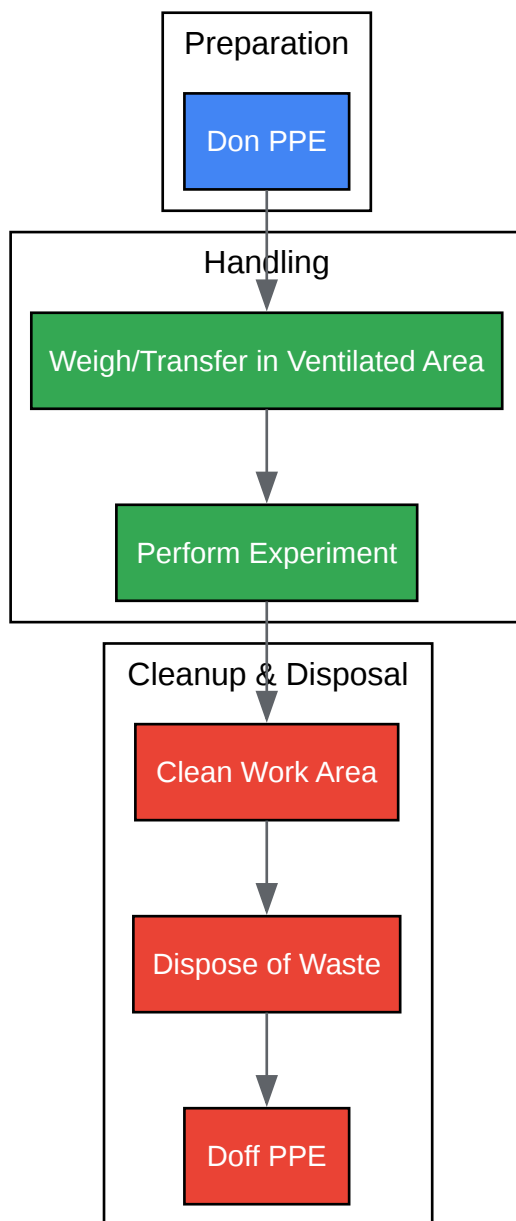 Preparation
Don PPE
Handling
Weigh/Transfer in Ventilated Area
Perform Experiment
Cleanup & Disposal
Clean Work Area
Dispose of Waste
Doff PPE